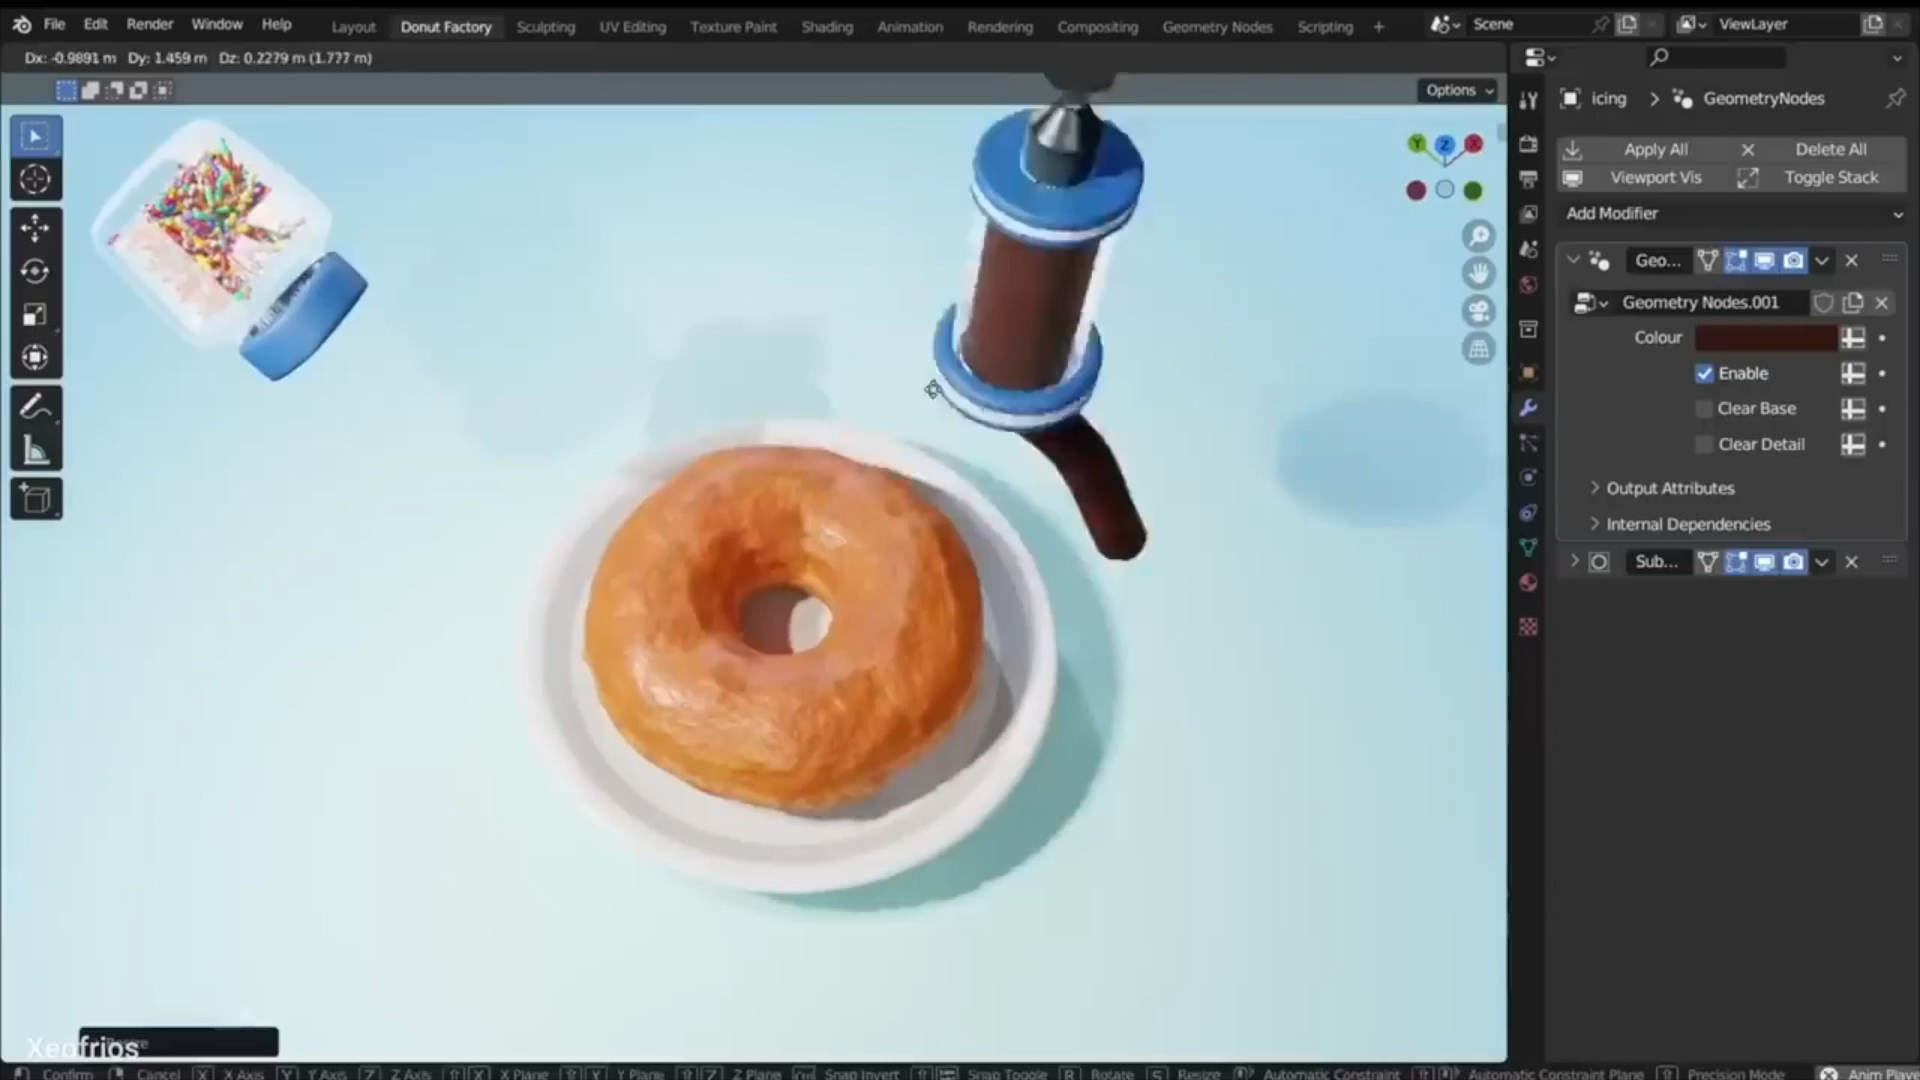 File Edit Render Window Help Layout Donut Factory Sculpting UV Editing Texture Paint Shading Animation Rendering Compositing Geometry Nodes Scripting + Scene ViewLayer
Dx: -0.9891 m Dy: 1.459 m Dz: 0.2279 m (1.777 m)
Options
Y Z X
icing > GeometryNodes
Apply All Delete All
Viewport Vis Toggle Stack
Add Modifier
Geo...
Geometry Nodes.001
Colour
Enable
Clear Base
Clear Detail
Output Attributes
Internal Dependencies
Sub...
Xeofrios
Confirm Cancel X X Axis Y Y Axis Z Z Axis X X Plane Y Y Plane Z Z Plane Snap Invert Snap Toggle R Rotate S Resize Automatic Constraint Automatic Constraint Plane Precision Mode Anim Playe